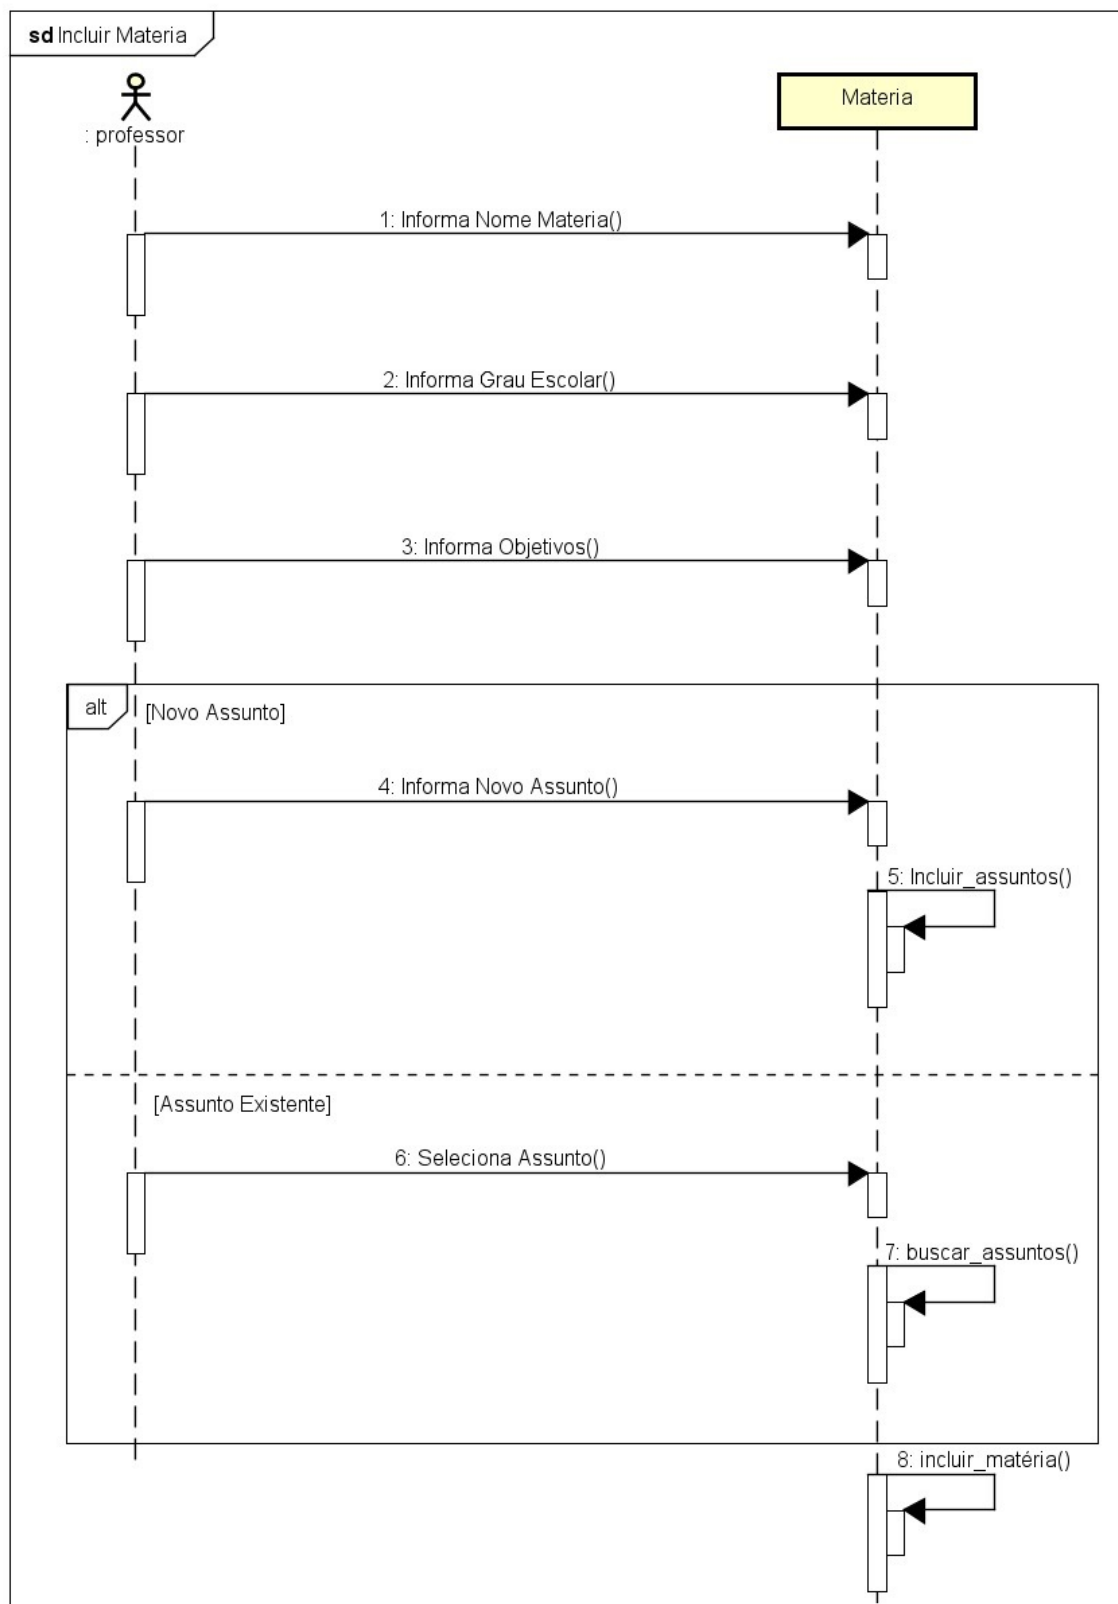 sd Incluir Materia
: professor
Materia
1: Informa Nome Materia()
2: Informa Grau Escolar()
3: Informa Objetivos()
alt
[Novo Assunto]
4: Informa Novo Assunto()
5: Incluir_assuntos()
[Assunto Existente]
6: Seleciona Assunto()
7: buscar_assuntos()
8: incluir_matéria()